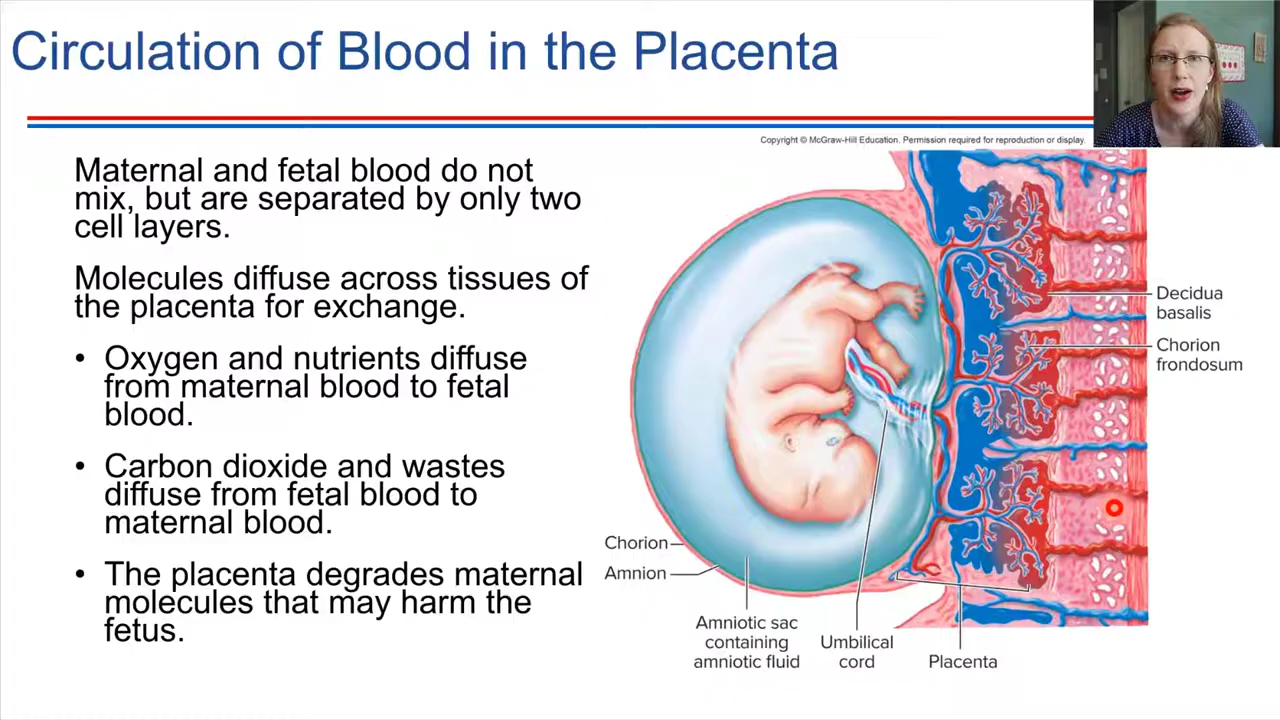 Circulation of Blood in the Placenta
Copyright © McGraw-Hill Education. Permission required for reproduction or display.
Maternal and fetal blood do not
mix, but are separated by only two
cell layers.
Molecules diffuse across tissues of
the placenta for exchange.
• Oxygen and nutrients diffuse
from maternal blood to fetal
blood.
• Carbon dioxide and wastes
diffuse from fetal blood to
maternal blood.
• The placenta degrades maternal
molecules that may harm the
fetus.
Decidua
basalis
Chorion
frondosum
Chorion
Amnion
Amniotic sac
containing
amniotic fluid
Umbilical
cord
Placenta